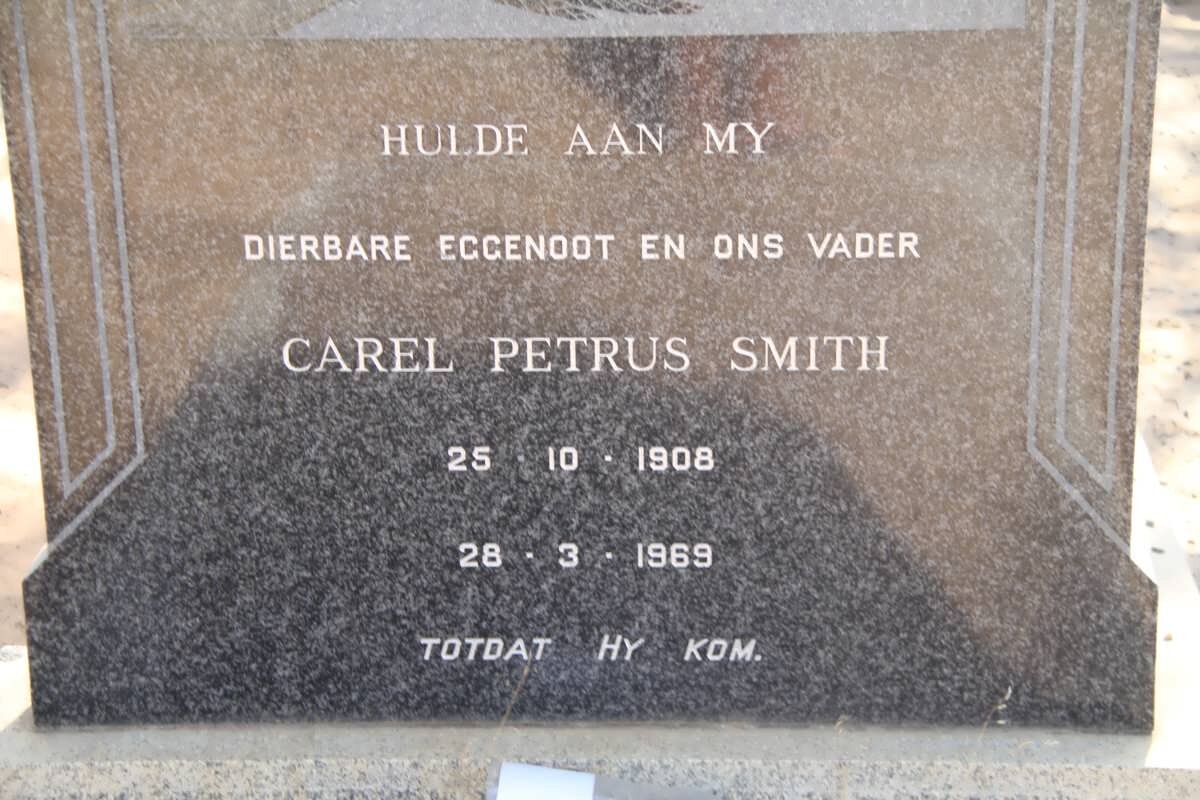 HULDE AAN MY
DIERBARE EGGENOOT EN ONS VADER
CAREL PETRUS SMITH
25 · 10 · 1908
28 · 3 · 1969
TOTDAT HY KOM.